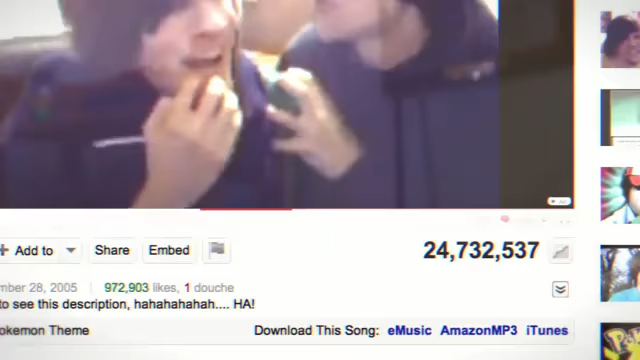 Add to
Share
Embed
24,732,537
mber 28, 2005
972,903 likes, 1 douche
to see this description, hahahahahah.... HA!
okemon Theme
Download This Song: eMusic AmazonMP3 iTunes